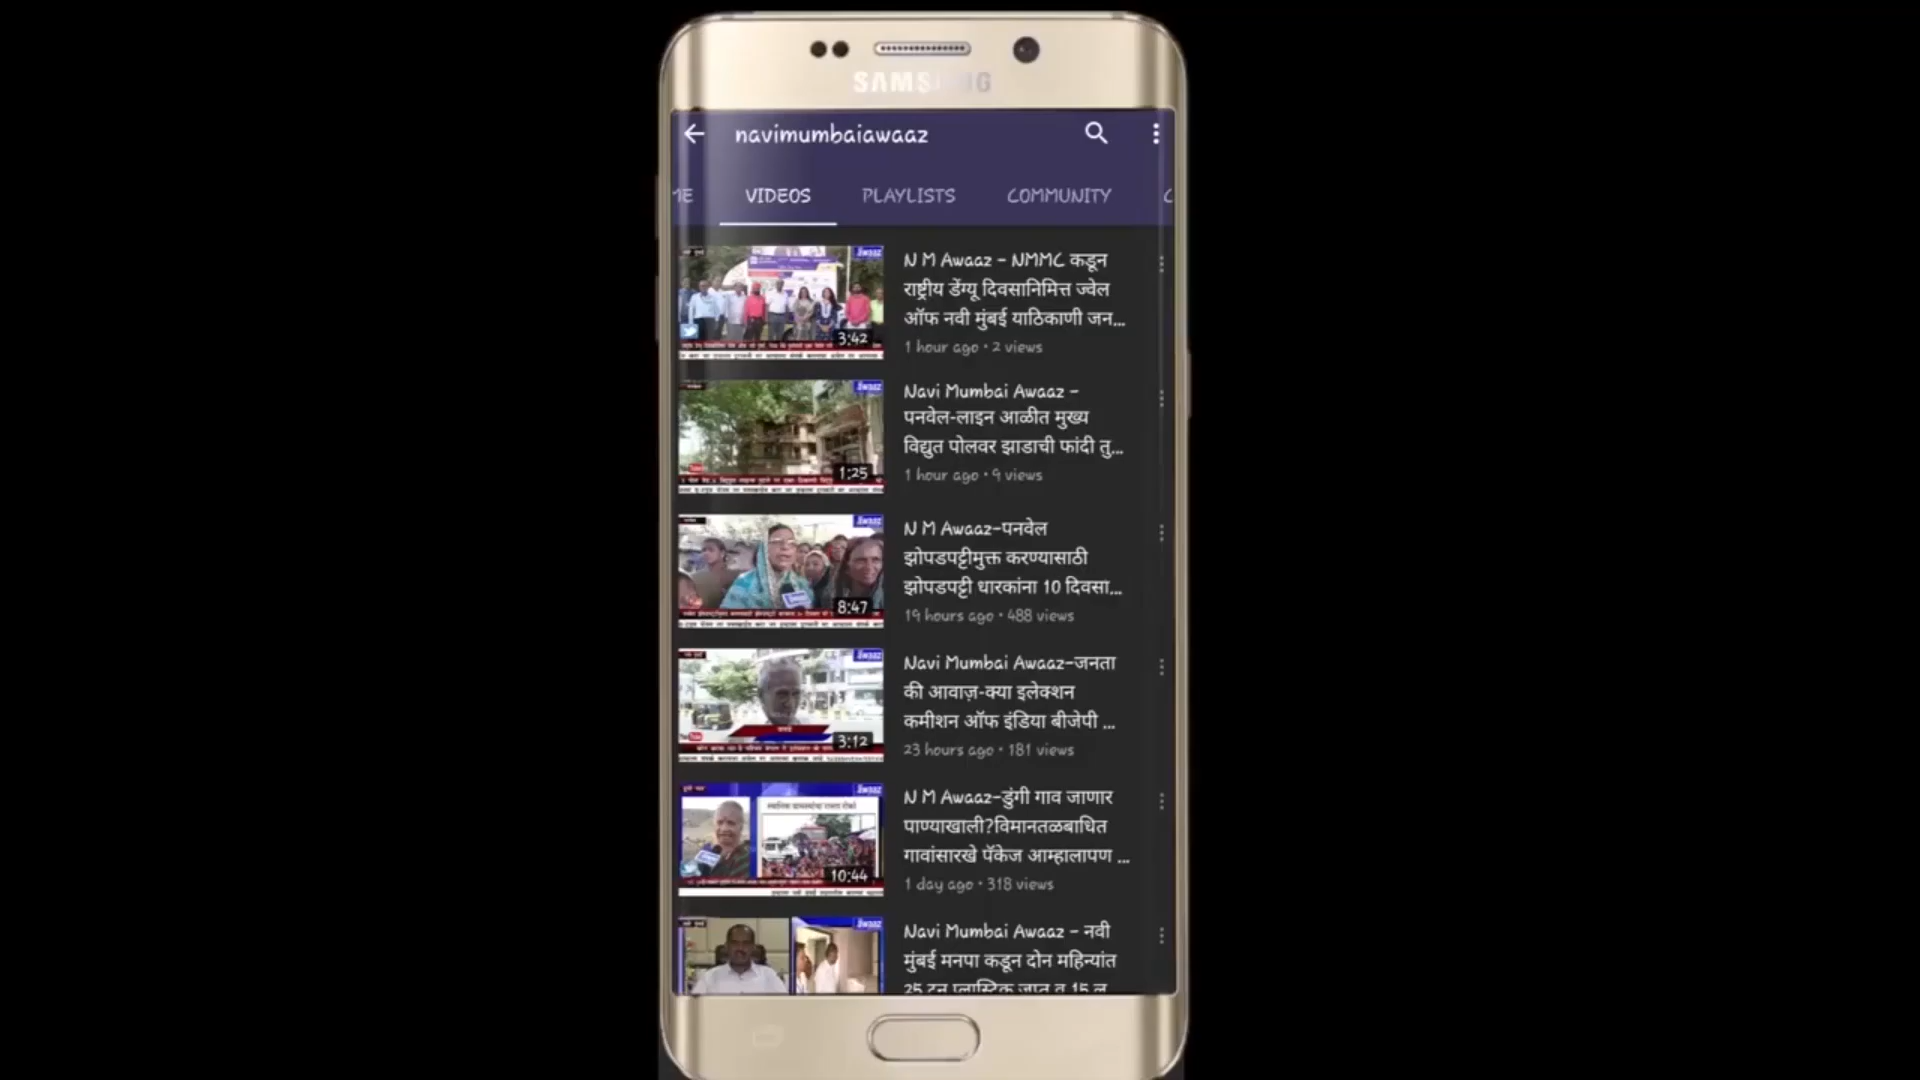 SAMSUNG
navimumbaiawaaz
VIDEOS
PLAYLISTS
COMMUNITY
N M Awaaz - NMMC कडून
राष्ट्रीय डेंग्यू दिवसानिमित्त ज्वेल
ऑफ नवी मुंबई याठिकाणी जन...
1 hour ago • 2 views
3:42
Navi Mumbai Awaaz -
पनवेल-लाइन आळीत मुख्य
विद्युत पोलवर झाडाची फांदी तु...
1 hour ago • 9 views
1:25
N M Awaaz-पनवेल
झोपडपट्टीमुक्त करण्यासाठी
झोपडपट्टी धारकांना 10 दिवसा...
19 hours ago • 488 views
8:47
Navi Mumbai Awaaz-जनता
की आवाज़-क्या इलेक्शन
कमीशन ऑफ इंडिया बीजेपी ...
23 hours ago • 181 views
3:12
N M Awaaz-डुंगी गाव जाणार
पाण्याखाली?विमानतळबाधित
गावांसारखे पॅकेज आम्हालापण ...
1 day ago • 318 views
10:44
Navi Mumbai Awaaz - नवी
मुंबई मनपा कडून दोन महिन्यांत
25 टन प्लास्टिक जप्त व 15 ल